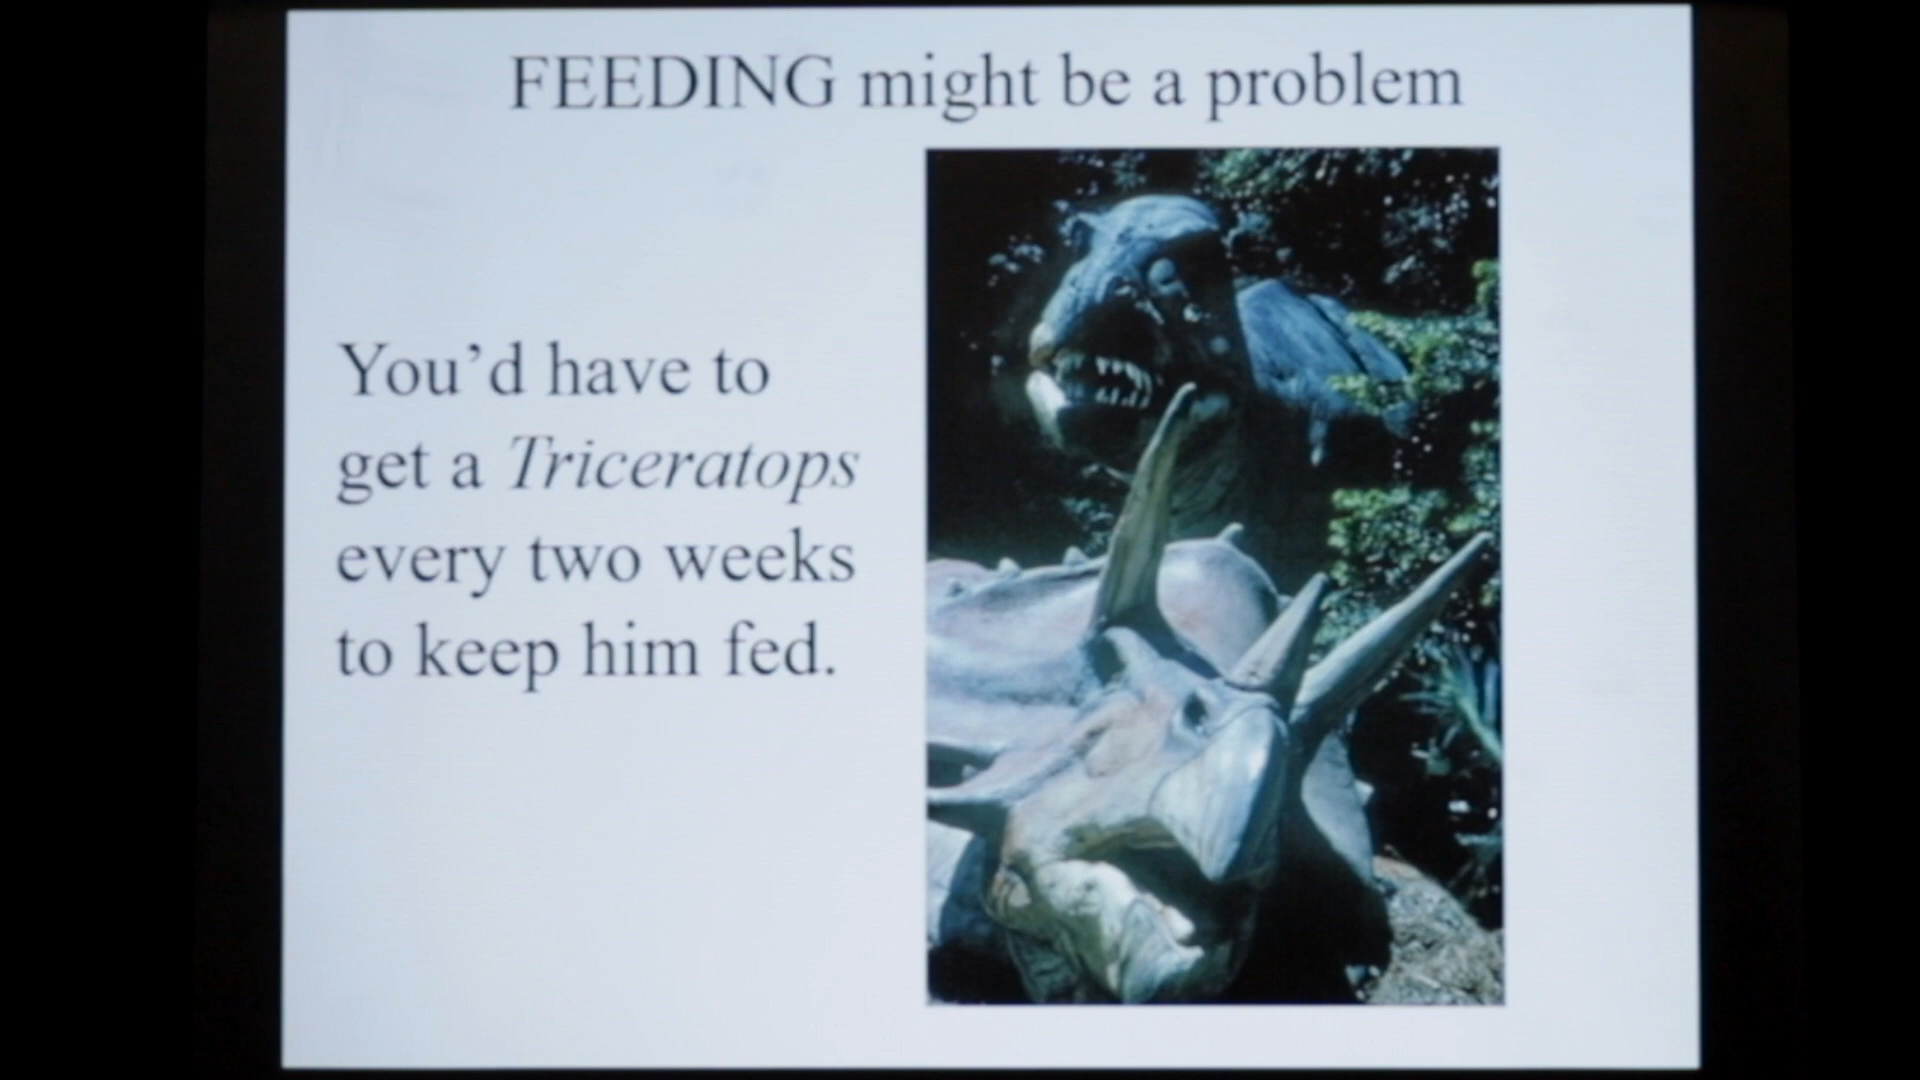 FEEDING might be a problem
You’d have to
get a Triceratops
every two weeks
to keep him fed.